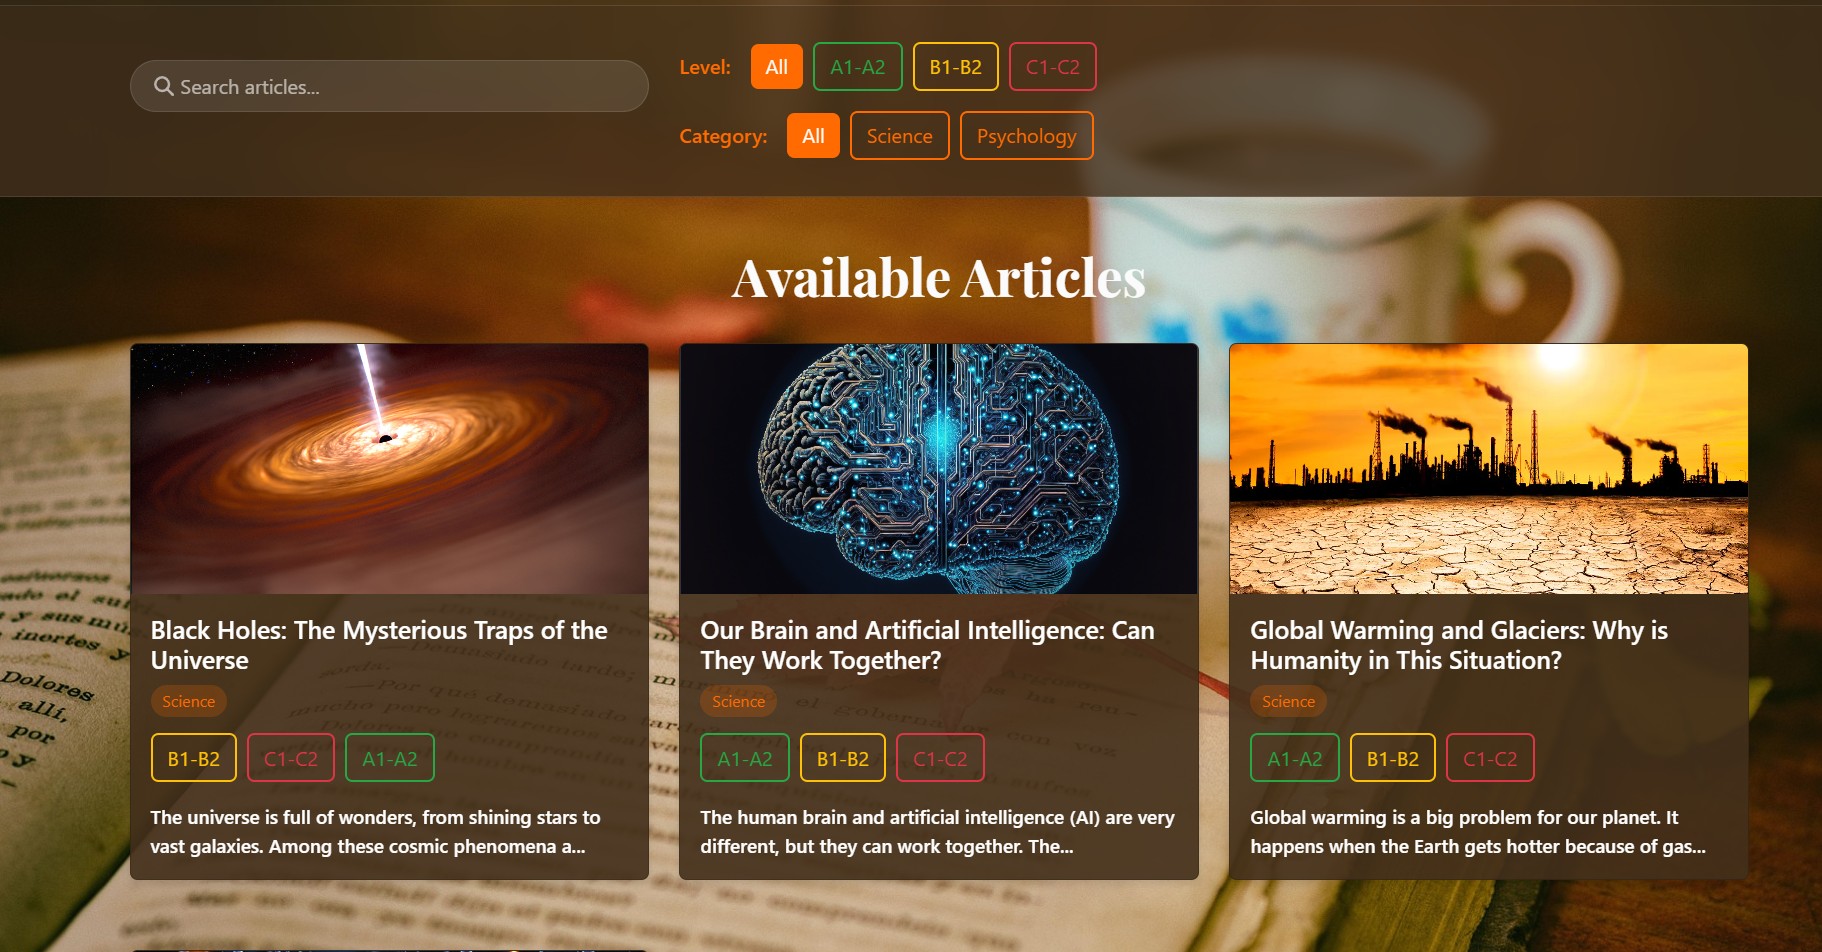 Search articles...
Level: All A1-A2 B1-B2 C1-C2
Category: All Science Psychology
Available Articles
Black Holes: The Mysterious Traps of the
Universe
Science
B1-B2 C1-C2 A1-A2
The universe is full of wonders, from shining stars to
vast galaxies. Among these cosmic phenomena a...
Our Brain and Artificial Intelligence: Can
They Work Together?
Science
A1-A2 B1-B2 C1-C2
The human brain and artificial intelligence (AI) are very
different, but they can work together. The...
Global Warming and Glaciers: Why is
Humanity in This Situation?
Science
A1-A2 B1-B2 C1-C2
Global warming is a big problem for our planet. It
happens when the Earth gets hotter because of gas...
Dolores
allí,
por